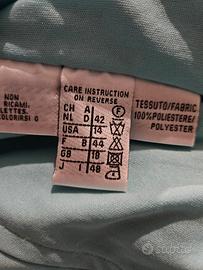 NON
RICAMI,
LETTES.
COLORIRSI O
CARE INSTRUCTION
ON REVERSE
CH A 42
NL D
USA 14
F B 44
GB 18
J I 48
F
TESSUTO/FABRIC
100%POLIESTERE/
POLYESTER
subito